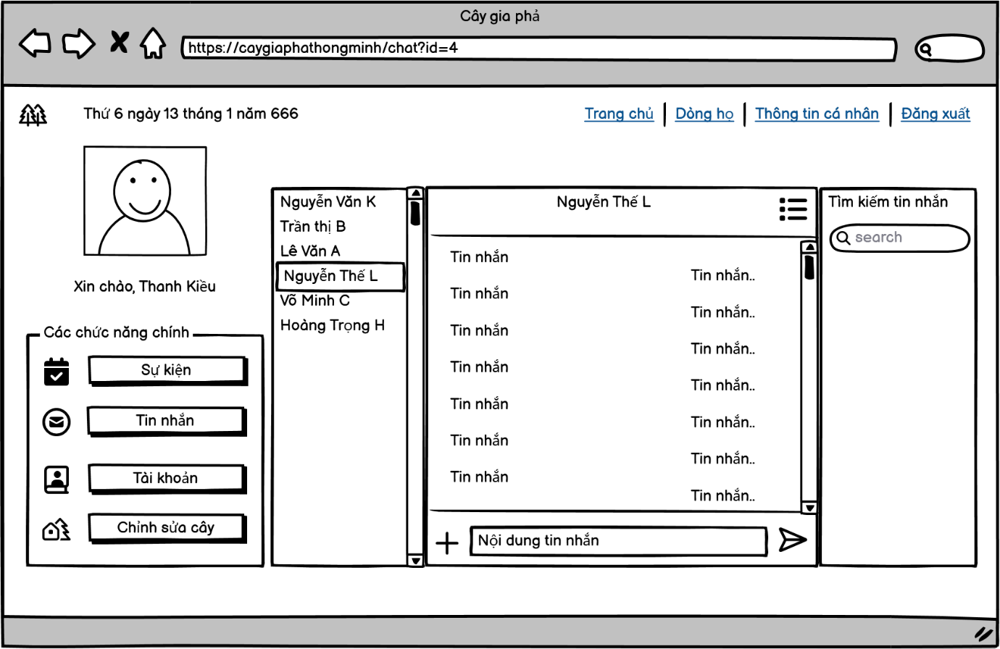 Cây gia phả
https://caygiaphathongminh/chat?id=4
Thứ 6 ngày 13 tháng 1 năm 666
Trang chủ
Dòng họ
Thông tin cá nhân
Đăng xuất
Xin chào, Thanh Kiều
Các chức năng chính
Sự kiện
Tin nhắn
Tài khoản
Chỉnh sửa cây
Nguyễn Văn K
Trần thị B
Lê Văn A
Nguyễn Thế L
Võ Minh C
Hoàng Trọng H
Nguyễn Thế L
Tin nhắn
Tin nhắn..
Tin nhắn
Tin nhắn..
Tin nhắn
Tin nhắn..
Tin nhắn
Tin nhắn..
Tin nhắn
Tin nhắn..
Tin nhắn
Tin nhắn..
Tin nhắn
Tin nhắn..
Nội dung tin nhắn
Tìm kiếm tin nhắn
search